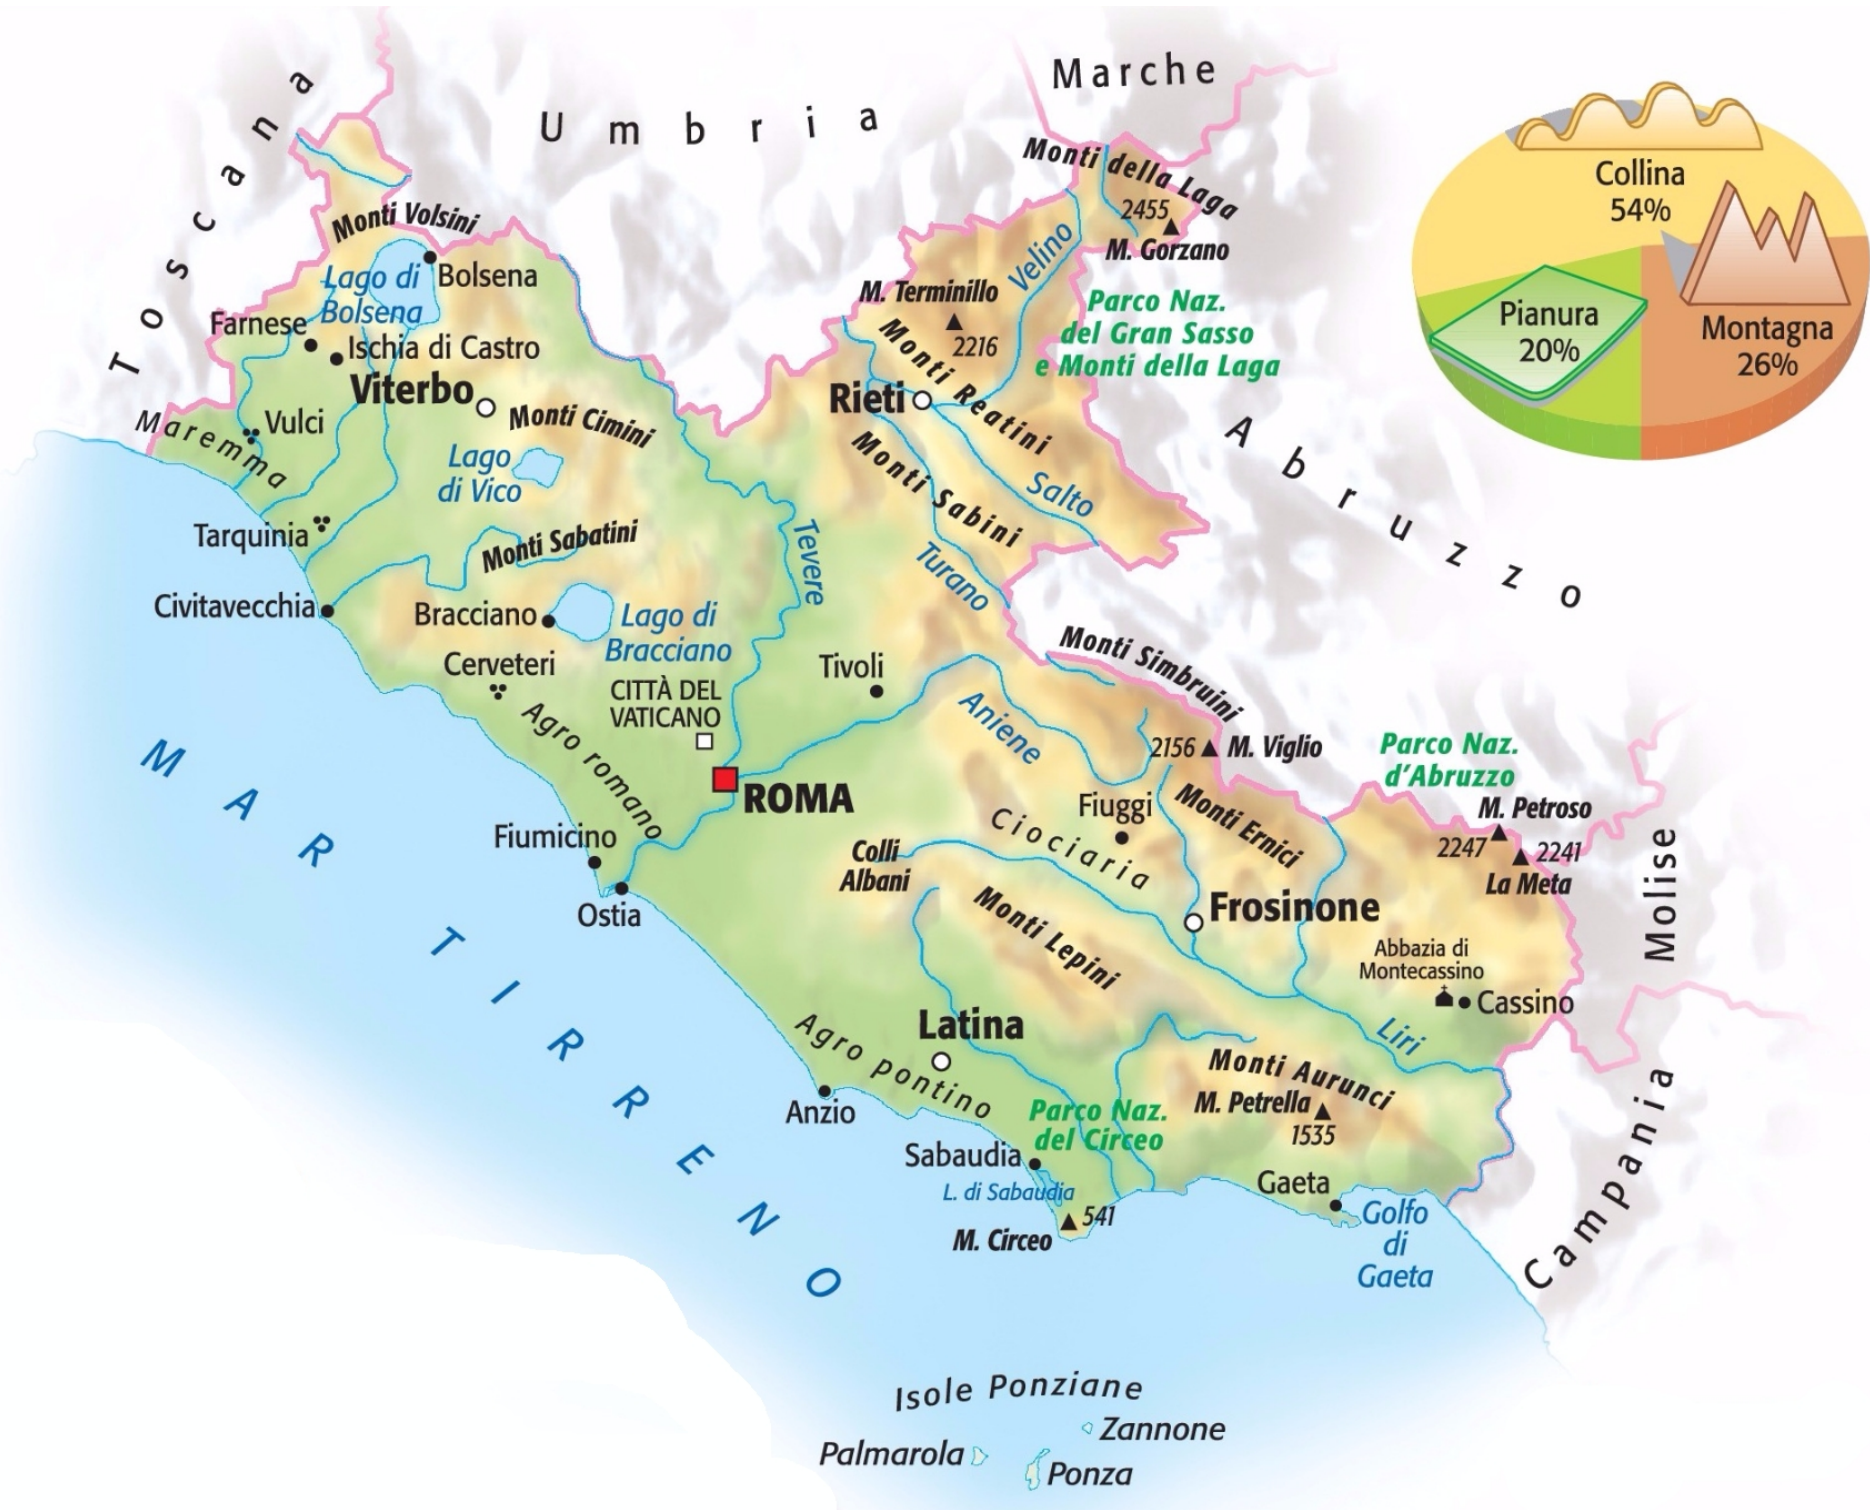 Toscana
Umbria
Marche
Collina
54%
Pianura
20%
Montagna
26%
Monti della Laga
2455
M. Gorzano
Monti Volsini
Lago di
Bolsena
Bolsena
Velino
M. Terminillo
2216
Parco Naz.
del Gran Sasso
e Monti della Laga
Farnese
Ischia di Castro
Viterbo
Monti Cimini
Rieti
Monti Reatini
Abruzzo
Maremma
Vulci
Lago
di Vico
Monti Sabini
Salto
Tarquinia
Monti Sabatini
Tevere
Turano
Civitavecchia
Bracciano
Lago di
Bracciano
Cerveteri
CITTÀ DEL
VATICANO
Tivoli
Monti Simbruini
Agro romano
Aniene
2156
M. Viglio
Parco Naz.
d'Abruzzo
M. Petroso
2247
2241
La Meta
ROMA
Fiuggi
Monti Ernici
Ciociaria
Fiumicino
Ostia
Colli
Albani
Monti Lepini
Frosinone
Molise
Abbazia di
Montecassino
Cassino
MAR TIRRENO
Latina
Agro pontino
Liri
Monti Aurunci
M. Petrella
1535
Anzio
Parco Naz.
del Circeo
Sabaudia
L. di Sabaudia
541
M. Circeo
Gaeta
Golfo
di
Gaeta
Campania
Isole Ponziane
Zannone
Palmarola
Ponza